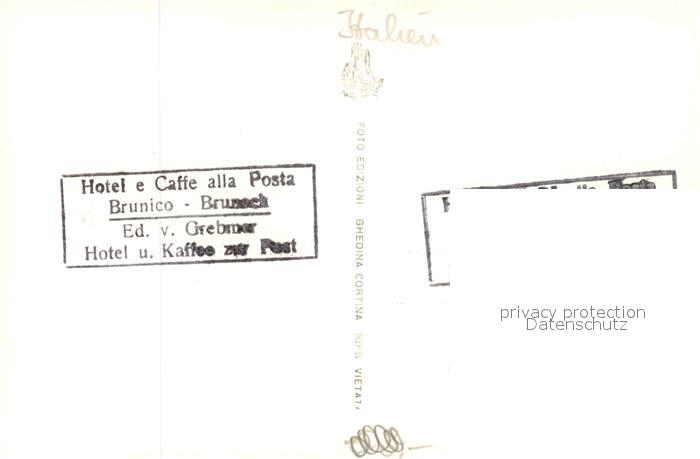 Italien
Hotel e Caffe alla Posta
Brunico - Bruneck
Ed. v. Grebmer
Hotel u. Kaffee zur Post
FOTO EDIZIONI GHEDINA CORTINA RIPR. VIETATA
Posta
privacy protection
Datenschutz